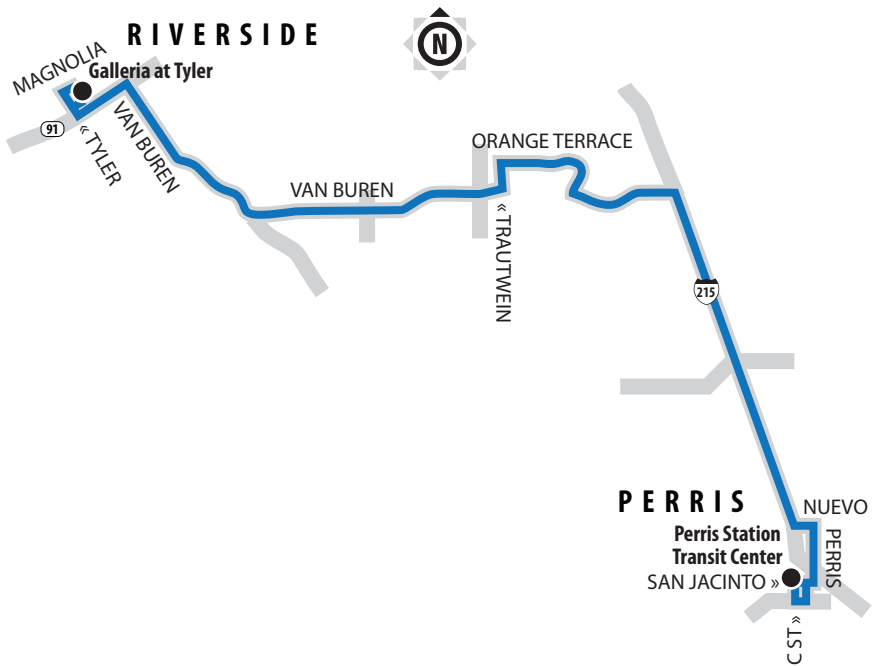 RIVERSIDE
N
MAGNOLIA
Galleria at Tyler
91
« TYLER
VAN BUREN
ORANGE TERRACE
VAN BUREN
« TRAUTWEIN
215
PERRIS
NUEVO
Perris Station
Transit Center
PERRIS
SAN JACINTO »
C ST »